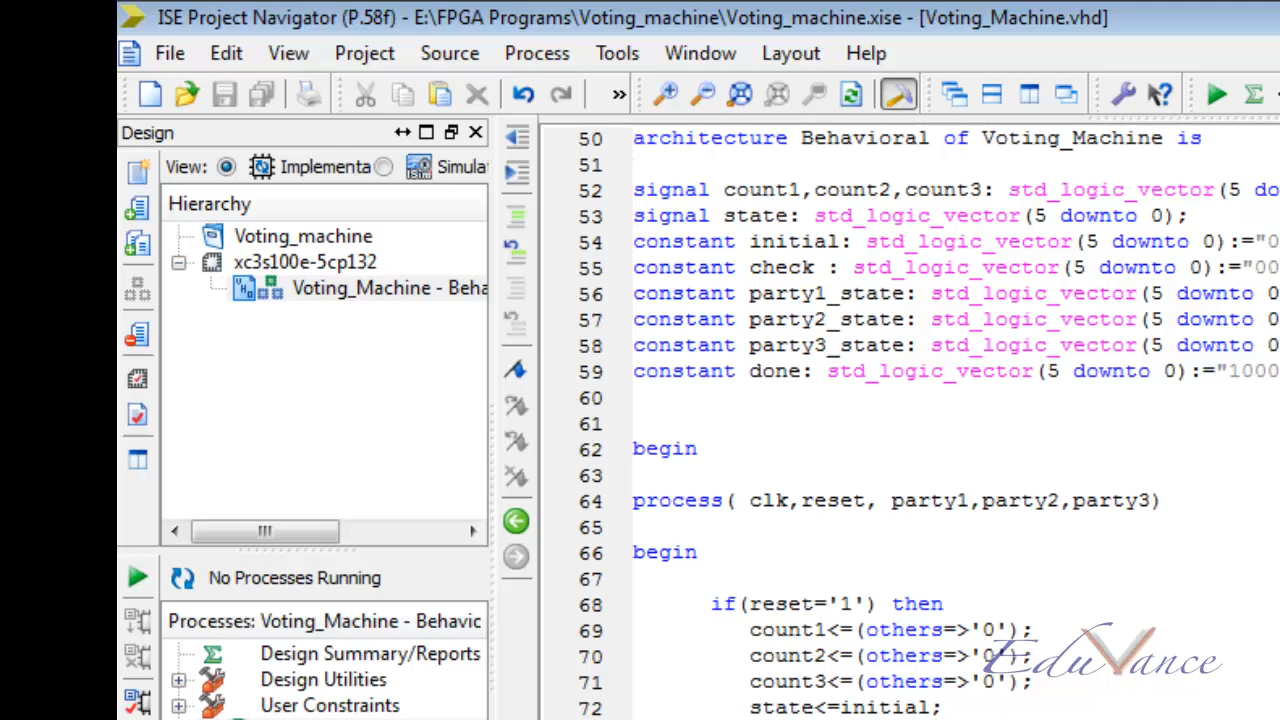 ISE Project Navigator (P.58f) - E:\FPGA Programs\Voting_machine\Voting_machine.xise - [Voting_Machine.vhd]
File Edit View Project Source Process Tools Window Layout Help
»
Design
View: Implementa Simulat
Hierarchy
Voting_machine
xc3s100e-5cp132
Voting_Machine - Beha
No Processes Running
Processes: Voting_Machine - Behavic
Design Summary/Reports
Design Utilities
User Constraints
50 architecture Behavioral of Voting_Machine is
51
52 signal count1,count2,count3: std_logic_vector(5 do
53 signal state: std_logic_vector(5 downto 0);
54 constant initial: std_logic_vector(5 downto 0):="0
55 constant check : std_logic_vector(5 downto 0):="00
56 constant party1_state: std_logic_vector(5 downto 0
57 constant party2_state: std_logic_vector(5 downto 0
58 constant party3_state: std_logic_vector(5 downto 0
59 constant done: std_logic_vector(5 downto 0):="1000
60
61
62 begin
63
64 process( clk,reset, party1,party2,party3)
65
66 begin
67
68 if(reset='1') then
69 count1<=(others=>'0');
70 count2<=(others=>'0');
71 count3<=(others=>'0');
72 state<=initial;
EduVance